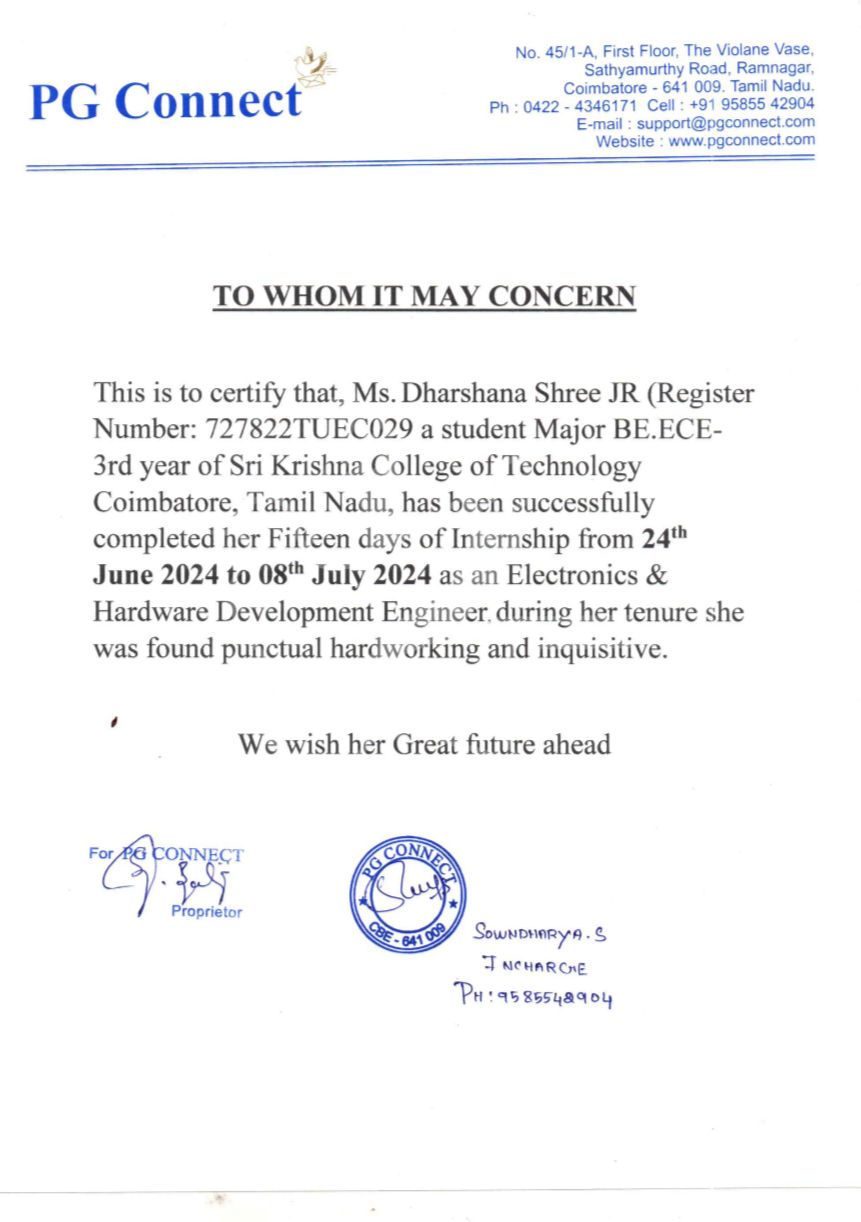 PG Connect
No. 45/1-A, First Floor, The Violane Vase,
Sathyamurthy Road, Ramnagar,
Coimbatore - 641 009. Tamil Nadu.
Ph : 0422 - 4346171 Cell : +91 95855 42904
E-mail : support@pgconnect.com
Website : www.pgconnect.com
TO WHOM IT MAY CONCERN
This is to certify that, Ms. Dharshana Shree JR (Register
Number: 727822TUEC029 a student Major BE.ECE-
3rd year of Sri Krishna College of Technology
Coimbatore, Tamil Nadu, has been successfully
completed her Fifteen days of Internship from 24th
June 2024 to 08th July 2024 as an Electronics &
Hardware Development Engineer. during her tenure she
was found punctual hardworking and inquisitive.
We wish her Great future ahead
For PG CONNECT
Proprietor
PG CONNECT
CBE - 641 009
SOWNDHARYA. S
INCHARGE
PH: 9585542904